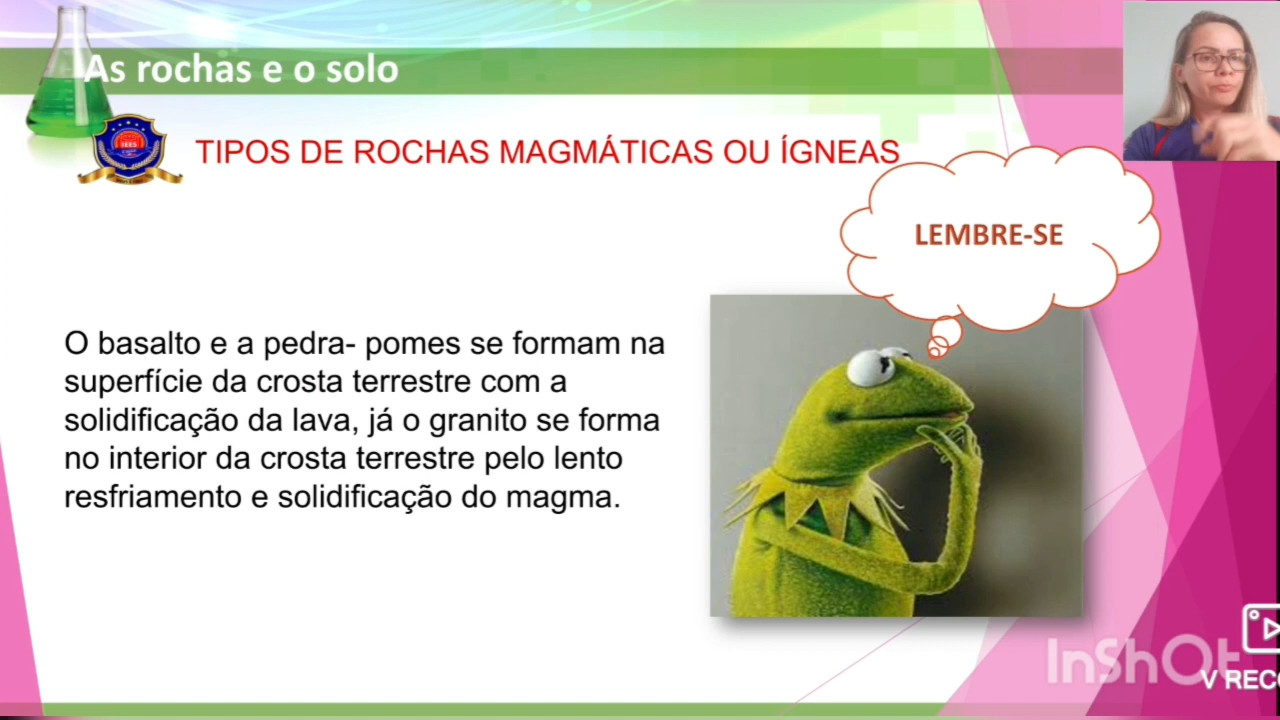 As rochas e o solo
TIPOS DE ROCHAS MAGMÁTICAS OU ÍGNEAS
LEMBRE-SE
O basalto e a pedra- pomes se formam na
superfície da crosta terrestre com a
solidificação da lava, já o granito se forma
no interior da crosta terrestre pelo lento
resfriamento e solidificação do magma.
InShOt
V REC